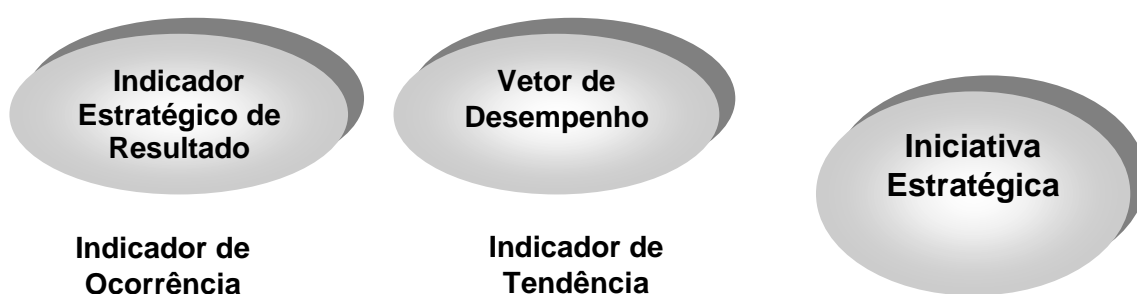 Indicador
Estratégico de
Resultado
Vetor de
Desempenho
Iniciativa
Estratégica
Indicador de
Ocorrência
Indicador de
Tendência